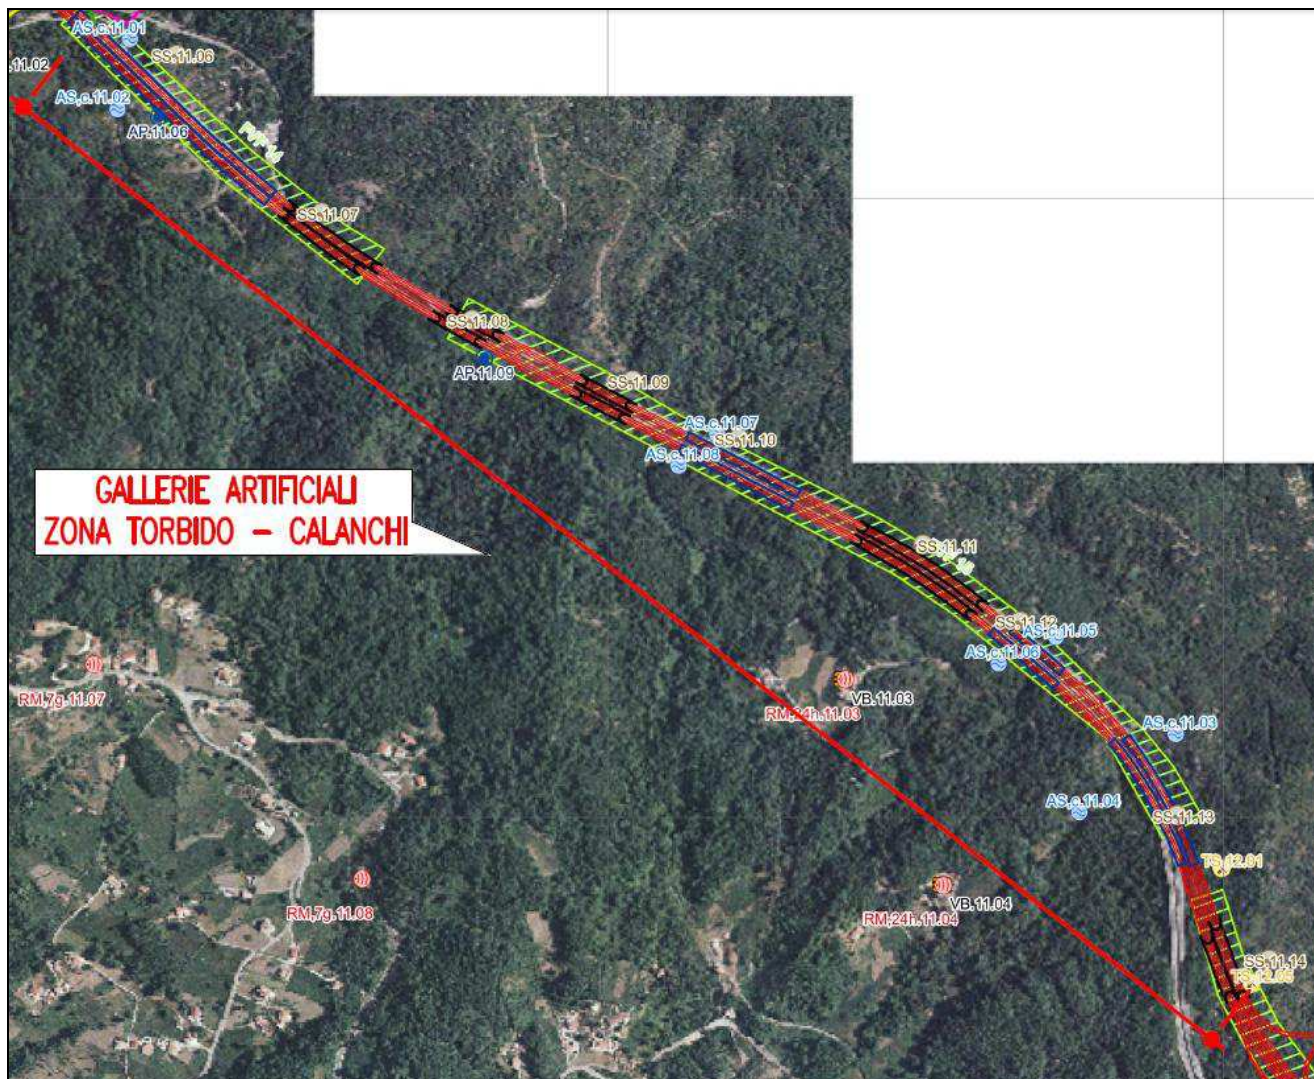 AS,c.11.01
SS.11.06
.11.02
AS,c.11.02
AP.11.06
SS.11.07
SS.11.08
AP.11.09
SS.11.09
AS,c.11.07
SS.11.10
AS,c.11.08
GALLERIE ARTIFICIALI
ZONA TORBIDO – CALANCHI
SS.11.11
SS.11.12
AS,c.11.05
AS,c.11.06
RM,7g.11.07
VB.11.03
RM,24h.11.03
AS,c.11.03
AS,c.11.04
SS.11.13
TS.12.01
RM,7g.11.08
VB.11.04
RM,24h.11.04
SS.11.14
TS.12.05